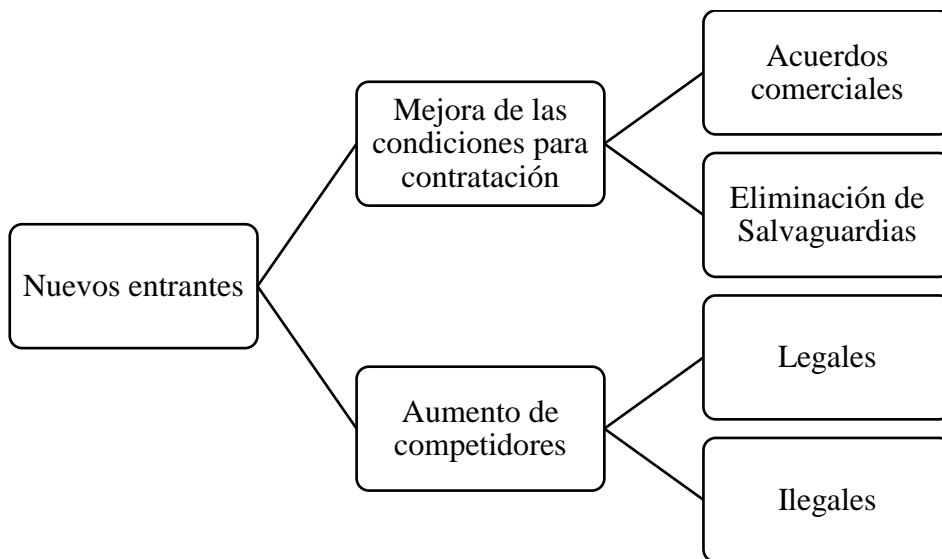 Nuevos entrantes
Mejora de las
condiciones para
contratación
Acuerdos
comerciales
Eliminación de
Salvaguardias
Aumento de
competidores
Legales
Ilegales